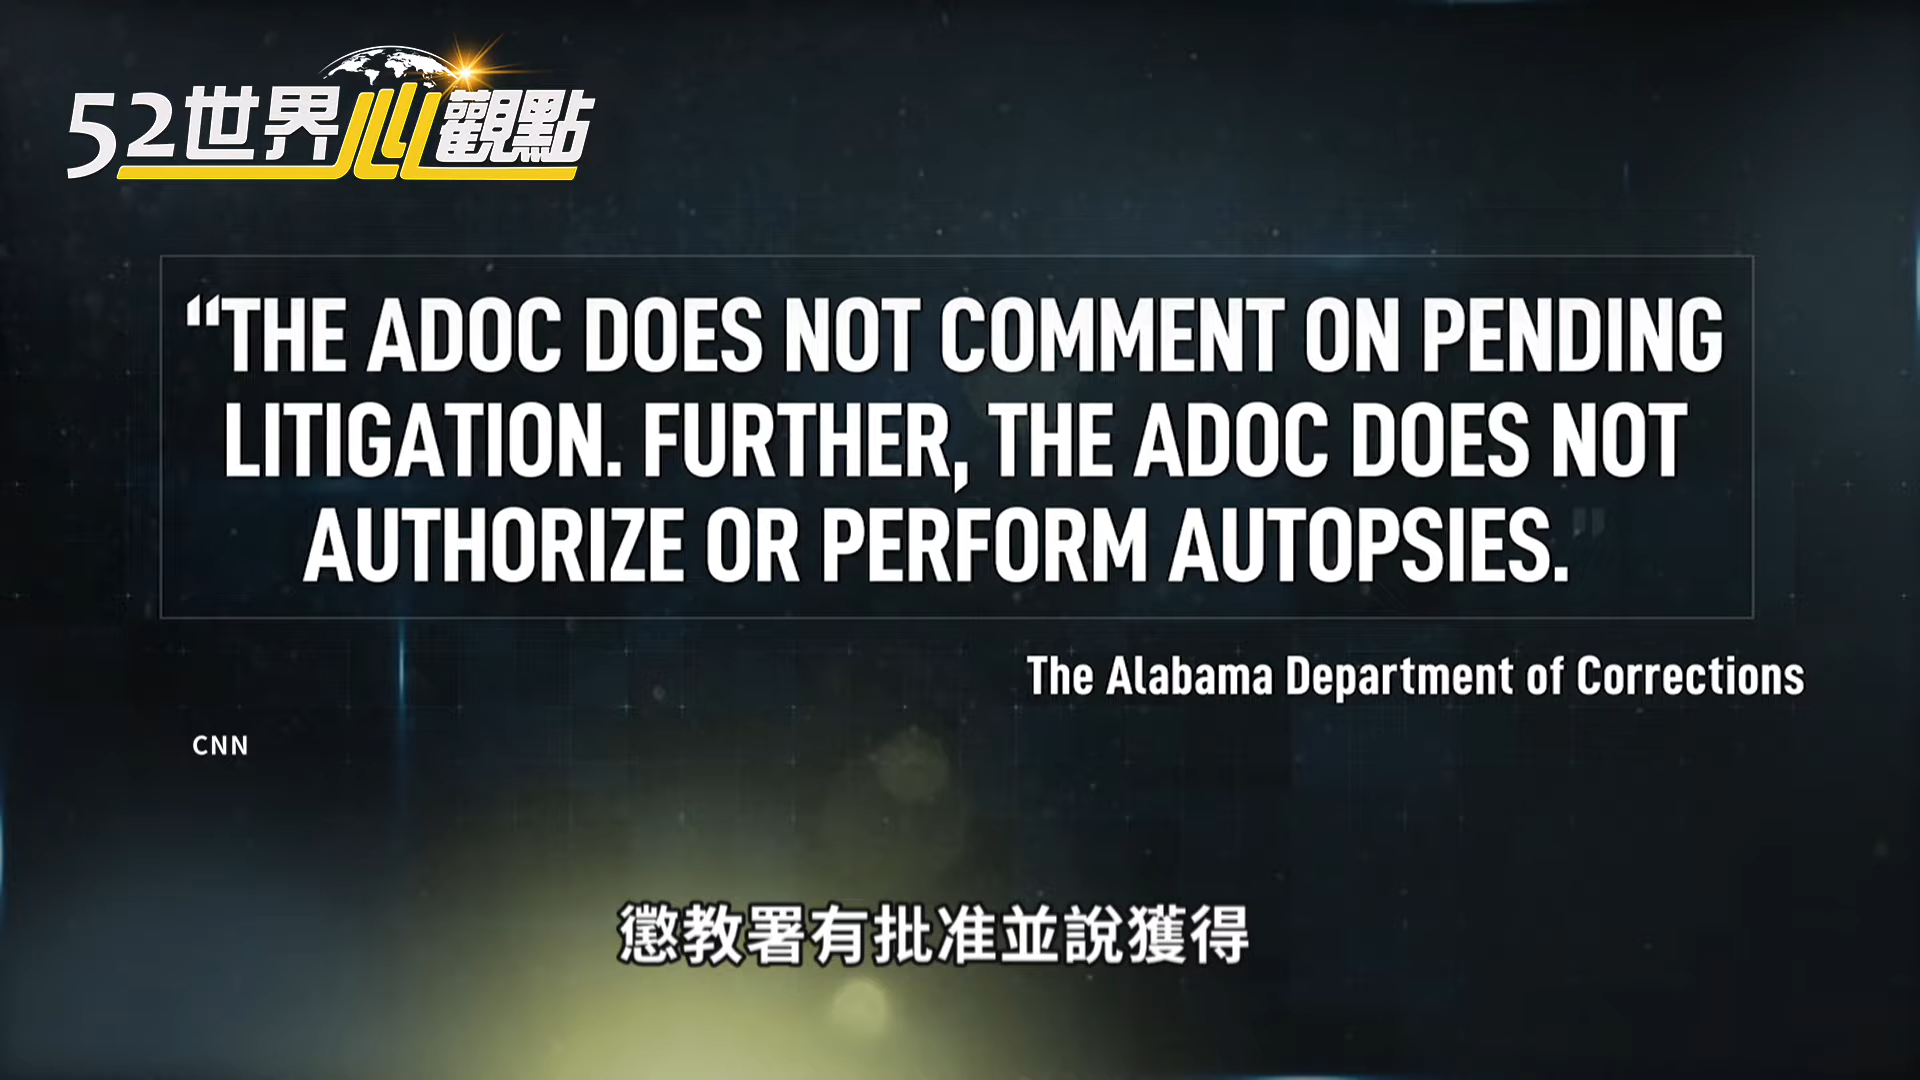 52世界心觀點
“THE ADOC DOES NOT COMMENT ON PENDING
LITIGATION. FURTHER, THE ADOC DOES NOT
AUTHORIZE OR PERFORM AUTOPSIES."
The Alabama Department of Corrections
CNN
懲教署有批准並說獲得